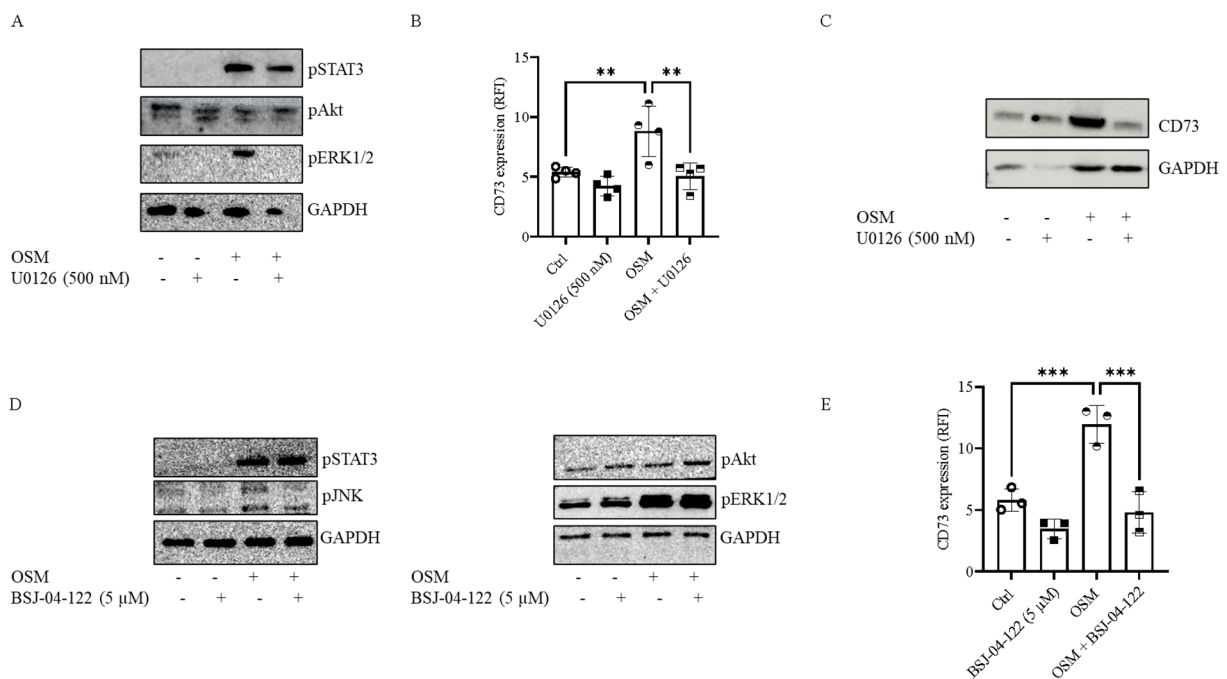 A
pSTAT3
pAkt
pERK1/2
GAPDH
OSM - - + +
U0126 (500 nM) - + - +
B
CD73 expression (RFI)
15
10
5
0
** **
Ctrl
U0126 (500 nM)
OSM
OSM + U0126
C
CD73
GAPDH
OSM - - + +
U0126 (500 nM) - + - +
D
pSTAT3
pJNK
GAPDH
OSM - - + +
BSJ-04-122 (5 μM) - + - +
pAkt
pERK1/2
GAPDH
OSM - - + +
BSJ-04-122 (5 μM) - + - +
E
CD73 expression (RFI)
15
10
5
0
*** ***
Ctrl
BSJ-04-122 (5 μM)
OSM
OSM + BSJ-04-122